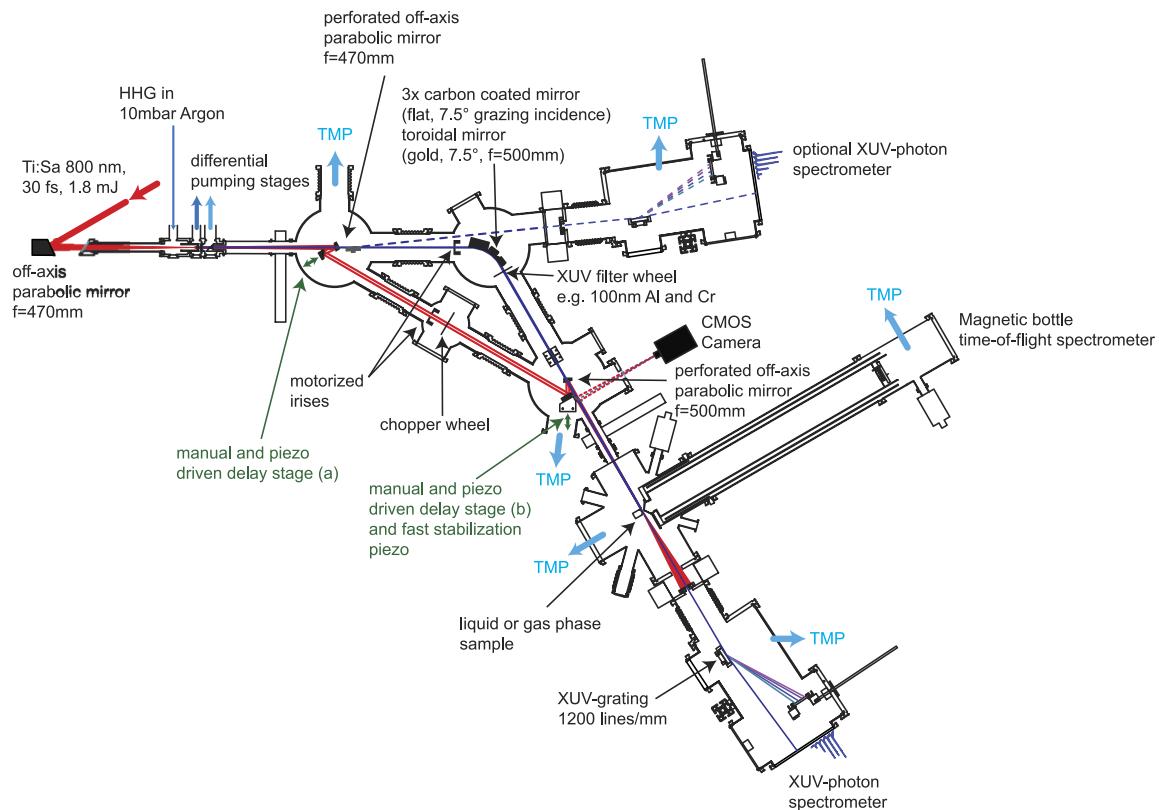 perforated off-axis
parabolic mirror
f=470mm
HHG in
10mbar Argon
3x carbon coated mirror
(flat, 7.5° grazing incidence)
toroidal mirror
(gold, 7.5°, f=500mm)
TMP
TMP
Ti:Sa 800 nm,
30 fs, 1.8 mJ
differential
pumping stages
optional XUV-photon
spectrometer
off-axis
parabolic mirror
f=470mm
XUV filter wheel
e.g. 100nm Al and Cr
TMP
CMOS
Camera
Magnetic bottle
time-of-flight spectrometer
motorized
irises
perforated off-axis
parabolic mirror
f=500mm
chopper wheel
manual and piezo
driven delay stage (a)
TMP
manual and piezo
driven delay stage (b)
and fast stabilization
piezo
TMP
liquid or gas phase
sample
TMP
XUV-grating
1200 lines/mm
XUV-photon
spectrometer